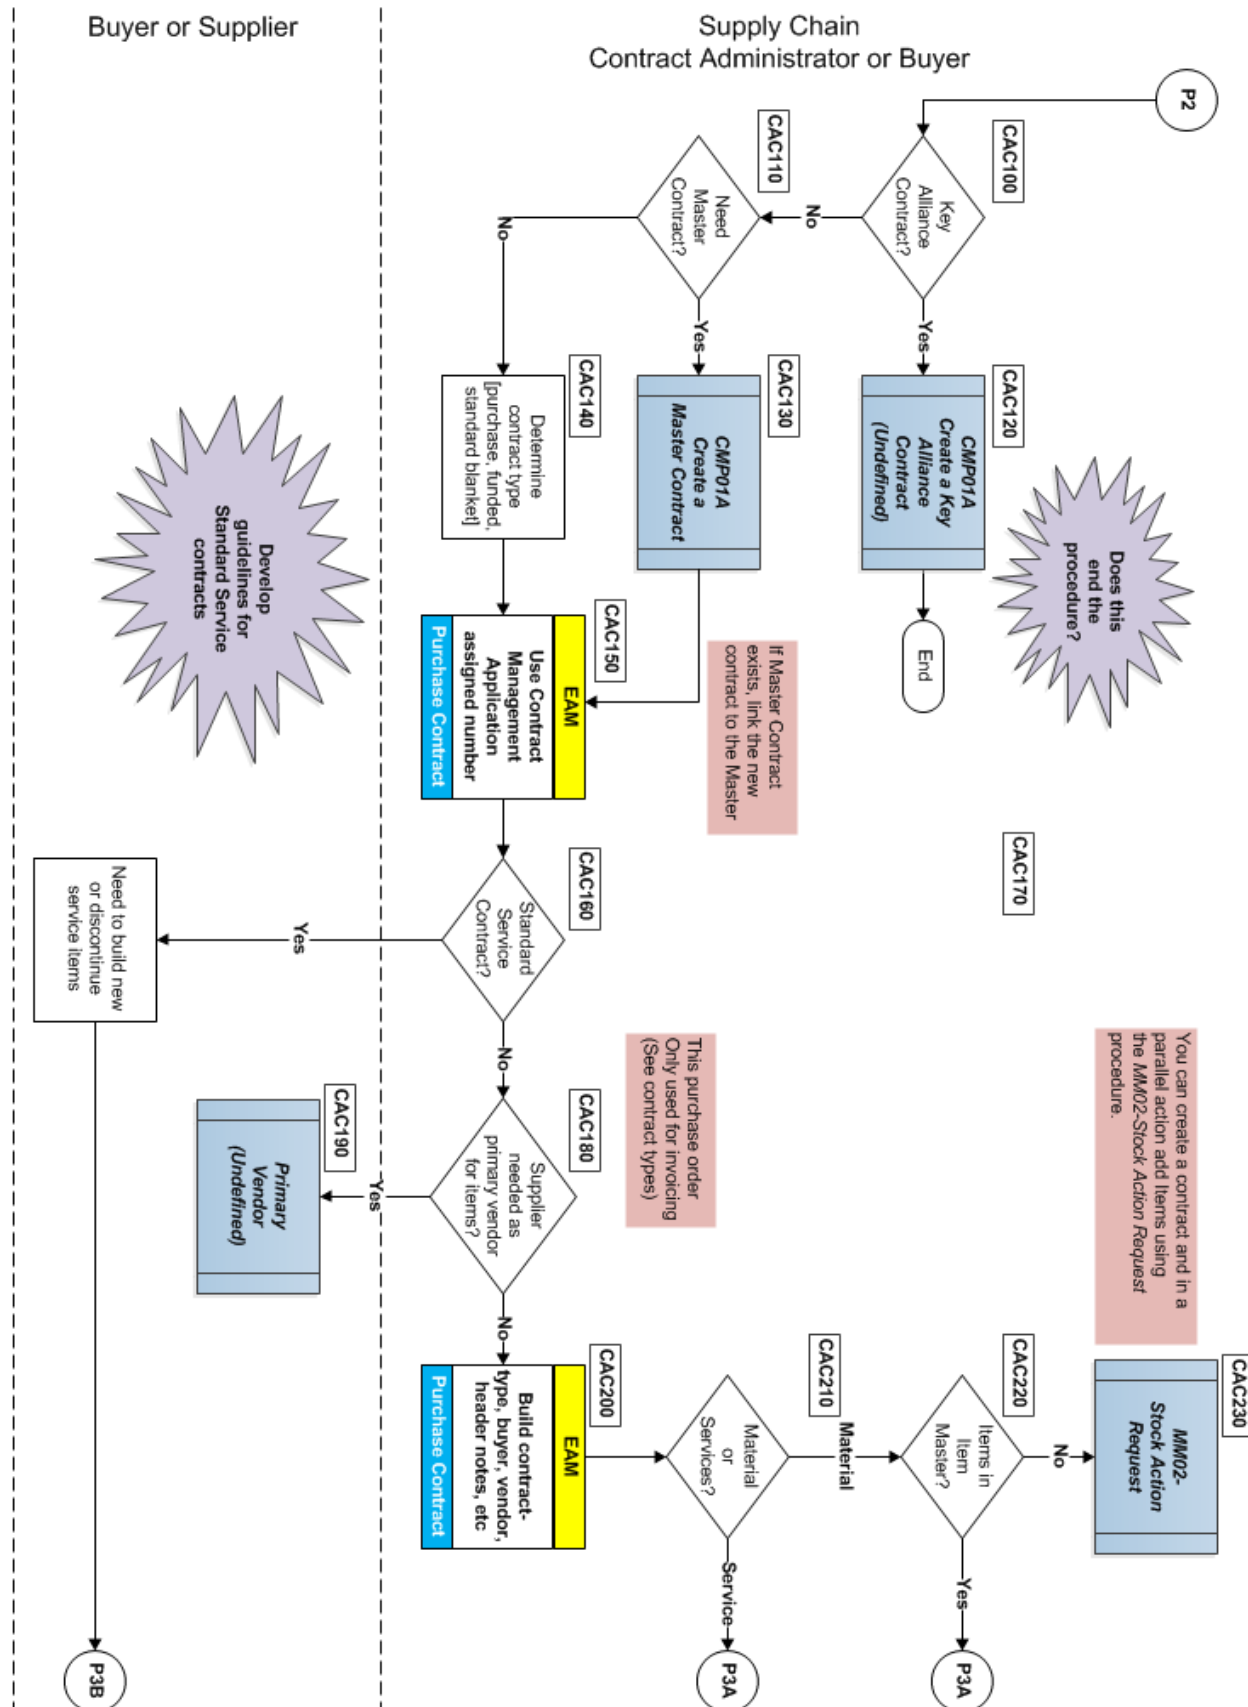 Buyer or Supplier
Supply Chain
Contract Administrator or Buyer
P2
CAC100
Key
Alliance
Contract?
No
Yes
CAC110
Need
Master
Contract?
No
Yes
CAC120
CMP01A
Create a Key
Alliance
Contract
(Undefined)
End
Does this
end the
procedure?
CAC130
CMP01A
Create a
Master Contract
CAC140
Determine
contract type
[purchase, funded,
standard blanket]
Develop
guidelines for
Standard Service
contracts
If Master Contract
exists, link the new
contract to the Master
CAC150
EAM
Use Contract
Management
Application
assigned number
Purchase Contract
CAC170
CAC160
Standard
Service
Contract?
Yes
No
Need to build new
or discontinue
service items
This purchase order
Only used for invoicing
(See contract types)
CAC180
Supplier
needed as
primary vendor
for items?
Yes
No
CAC190
Primary
Vendor
(Undefined)
You can create a contract and in a
parallel action add Items using
the MM02-Stock Action Request
procedure.
CAC200
EAM
Build contract-
type, buyer, vendor,
header notes, etc
Purchase Contract
CAC210
Material
or
Services?
Material
Service
CAC220
Items in
Item
Master?
No
Yes
CAC230
MM02-
Stock Action
Request
P3A
P3A
P3B